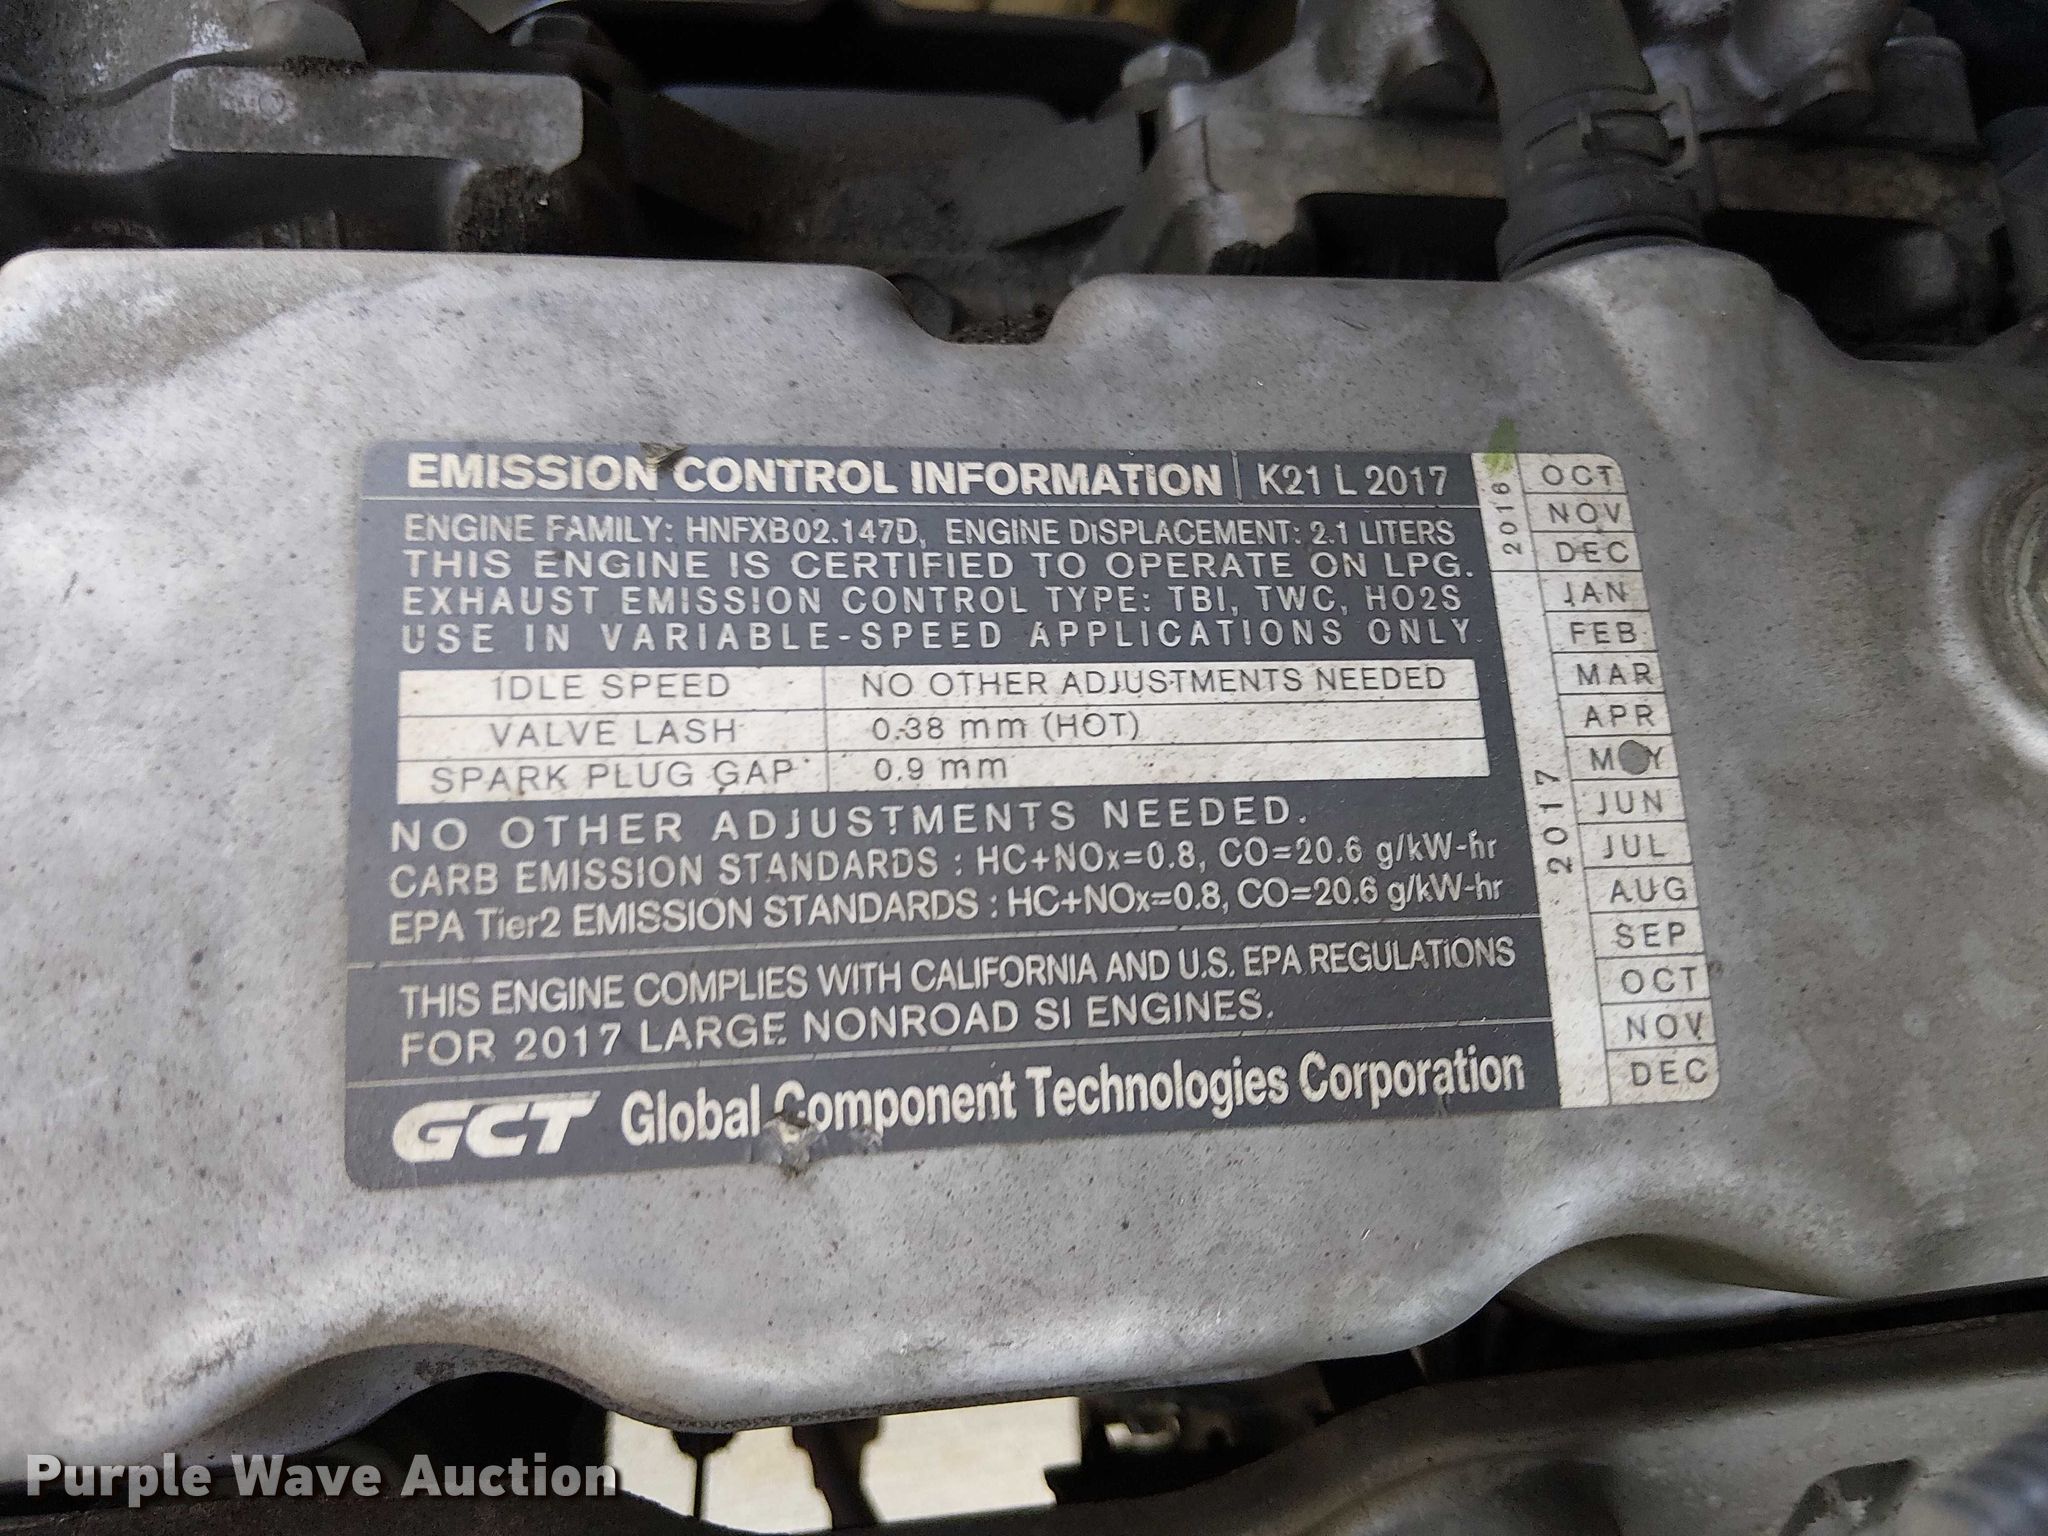 EMISSION CONTROL INFORMATION | K21 L 2017
ENGINE FAMILY: HNFXB02.147D, ENGINE DISPLACEMENT: 2.1 LITERS
THIS ENGINE IS CERTIFIED TO OPERATE ON LPG.
EXHAUST EMISSION CONTROL TYPE: TBI, TWC, HO2S
USE IN VARIABLE-SPEED APPLICATIONS ONLY
IDLE SPEED NO OTHER ADJUSTMENTS NEEDED
VALVE LASH 0.38 mm (HOT)
SPARK PLUG GAP 0.9 mm
NO OTHER ADJUSTMENTS NEEDED.
CARB EMISSION STANDARDS : HC+NOx=0.8, CO=20.6 g/kW-hr
EPA Tier2 EMISSION STANDARDS : HC+NOx=0.8, CO=20.6 g/kW-hr
THIS ENGINE COMPLIES WITH CALIFORNIA AND U.S. EPA REGULATIONS
FOR 2017 LARGE NONROAD SI ENGINES.
GCT Global Component Technologies Corporation
2016
OCT
NOV
DEC
2017
JAN
FEB
MAR
APR
M Y
JUN
JUL
AUG
SEP
OCT
NOV
DEC
Purple Wave Auction